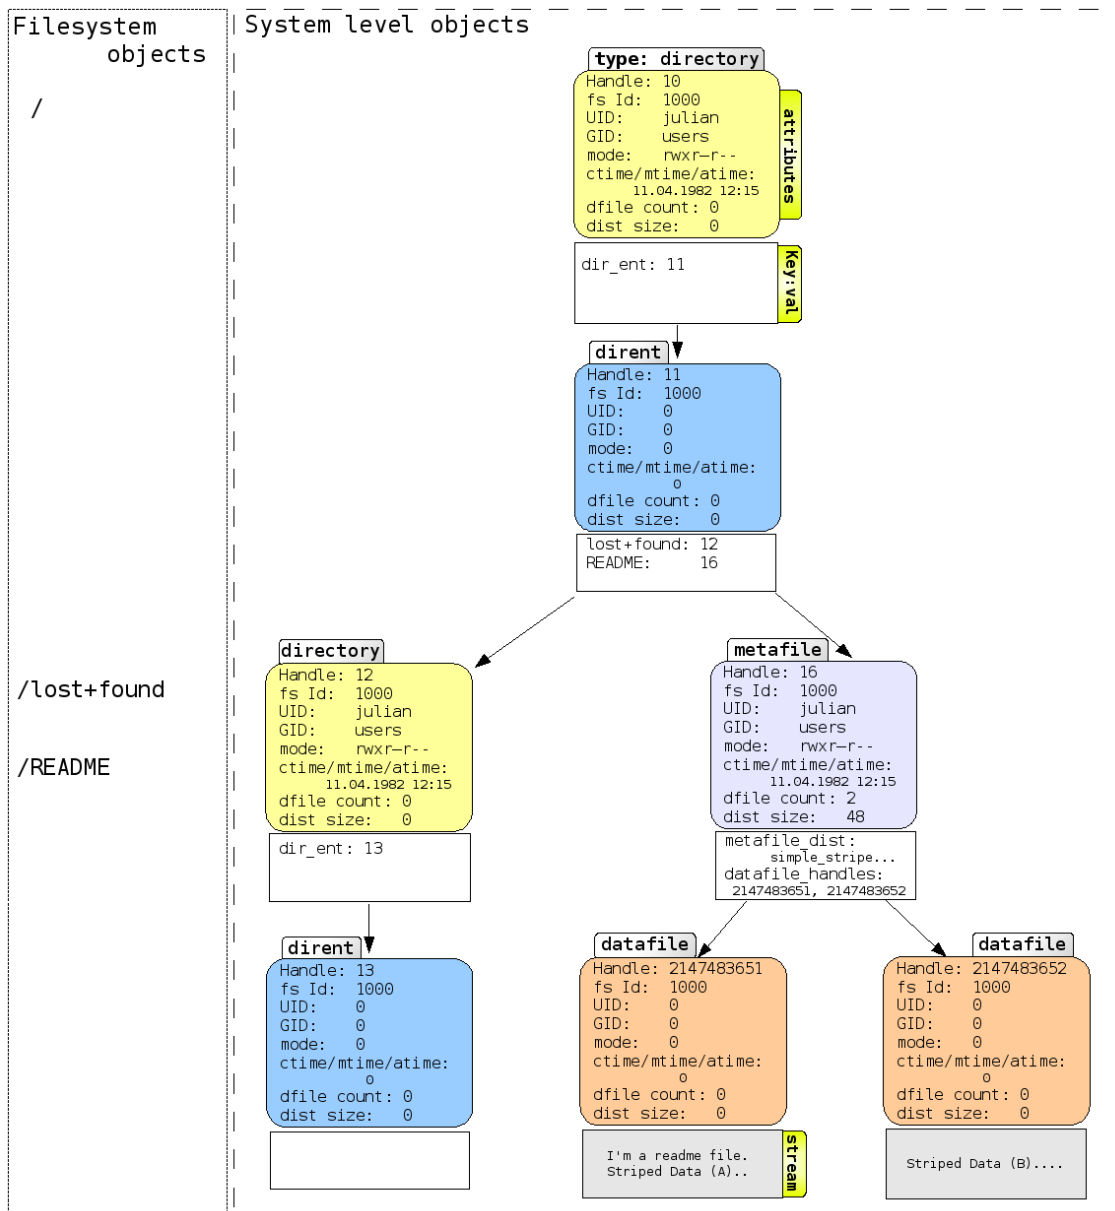 Filesystem
objects
System level objects
/
type: directory
Handle: 10
fs Id: 1000
UID: julian
GID: users
mode: rwxr–r--
ctime/mtime/atime:
11.04.1982 12:15
dfile count: 0
dist size: 0
attributes
dir_ent: 11
Key:val
dirent
Handle: 11
fs Id: 1000
UID: 0
GID: 0
mode: 0
ctime/mtime/atime:
0
dfile count: 0
dist size: 0
lost+found: 12
README: 16
/lost+found
/README
directory
Handle: 12
fs Id: 1000
UID: julian
GID: users
mode: rwxr–r--
ctime/mtime/atime:
11.04.1982 12:15
dfile count: 0
dist size: 0
dir_ent: 13
metafile
Handle: 16
fs Id: 1000
UID: julian
GID: users
mode: rwxr–r--
ctime/mtime/atime:
11.04.1982 12:15
dfile count: 2
dist size: 48
metafile_dist:
simple_stripe...
datafile_handles:
2147483651, 2147483652
dirent
Handle: 13
fs Id: 1000
UID: 0
GID: 0
mode: 0
ctime/mtime/atime:
0
dfile count: 0
dist size: 0
datafile
Handle: 2147483651
fs Id: 1000
UID: 0
GID: 0
mode: 0
ctime/mtime/atime:
0
dfile count: 0
dist size: 0
I'm a readme file.
Striped Data (A)..
stream
datafile
Handle: 2147483652
fs Id: 1000
UID: 0
GID: 0
mode: 0
ctime/mtime/atime:
0
dfile count: 0
dist size: 0
Striped Data (B)....